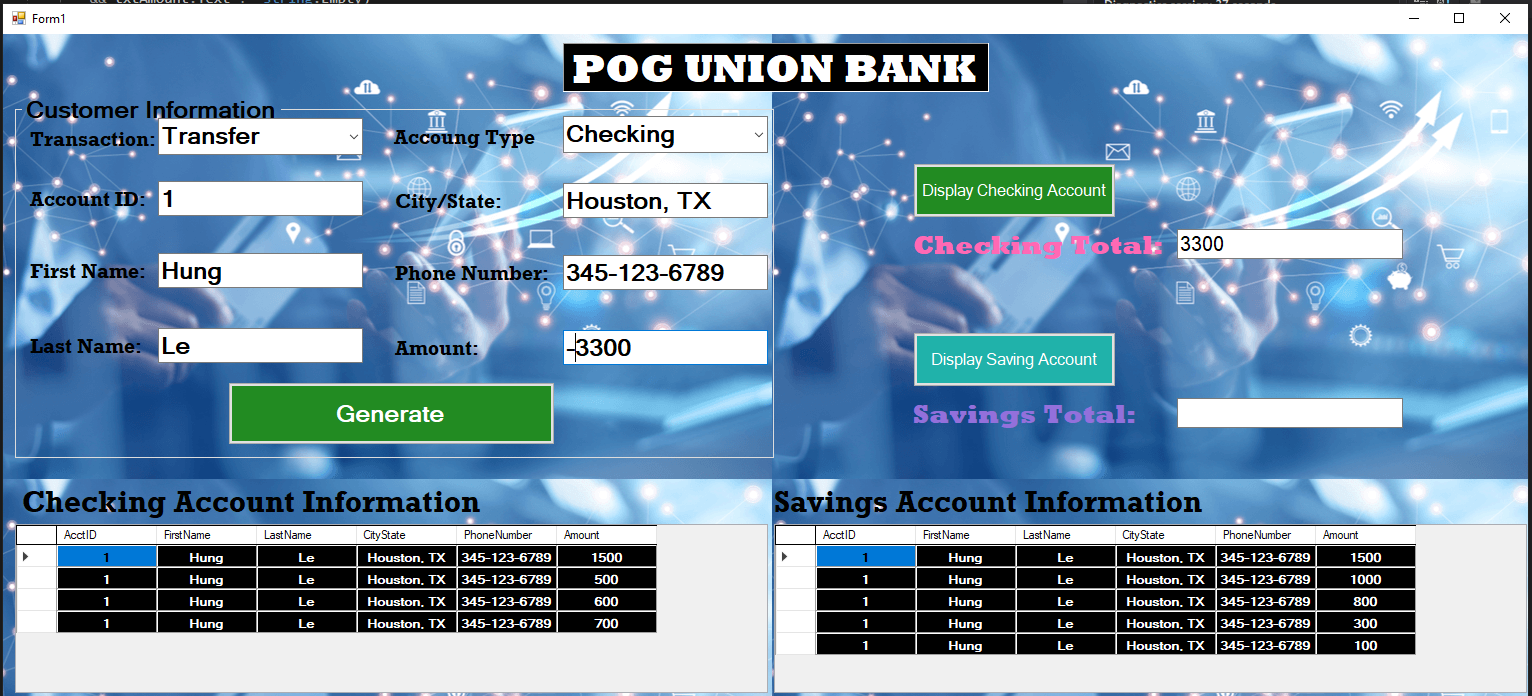 Form1
POG UNION BANK
Customer Information
Transaction: Transfer Accoung Type Checking
Account ID: 1 City/State: Houston, TX
First Name: Hung Phone Number: 345-123-6789
Last Name: Le Amount: -3300
Generate
Display Checking Account
Checking Total: 3300
Display Saving Account
Savings Total:
Checking Account Information
AcctID FirstName LastName CityState PhoneNumber Amount
1 Hung Le Houston, TX 345-123-6789 1500
1 Hung Le Houston, TX 345-123-6789 500
1 Hung Le Houston, TX 345-123-6789 600
1 Hung Le Houston, TX 345-123-6789 700
Savings Account Information
AcctID FirstName LastName CityState PhoneNumber Amount
1 Hung Le Houston, TX 345-123-6789 1500
1 Hung Le Houston, TX 345-123-6789 1000
1 Hung Le Houston, TX 345-123-6789 800
1 Hung Le Houston, TX 345-123-6789 300
1 Hung Le Houston, TX 345-123-6789 100